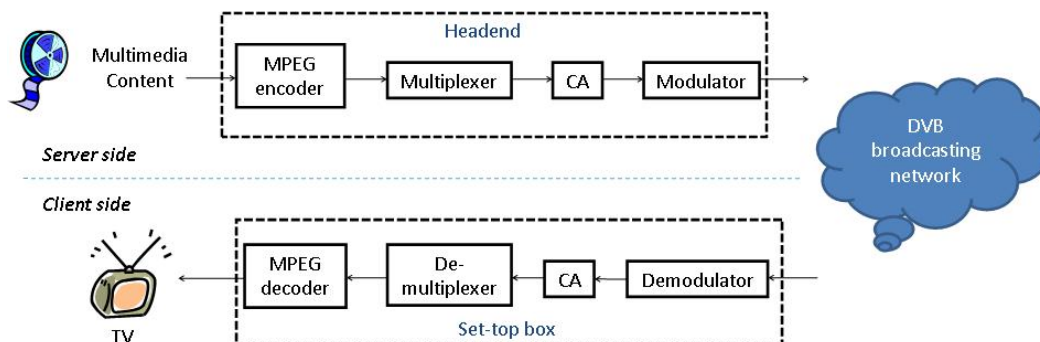 Headend
Multimedia
Content
MPEG
encoder
Multiplexer
CA
Modulator
DVB
broadcasting
network
Server side
Client side
MPEG
decoder
De-
multiplexer
CA
Demodulator
Set-top box
TV